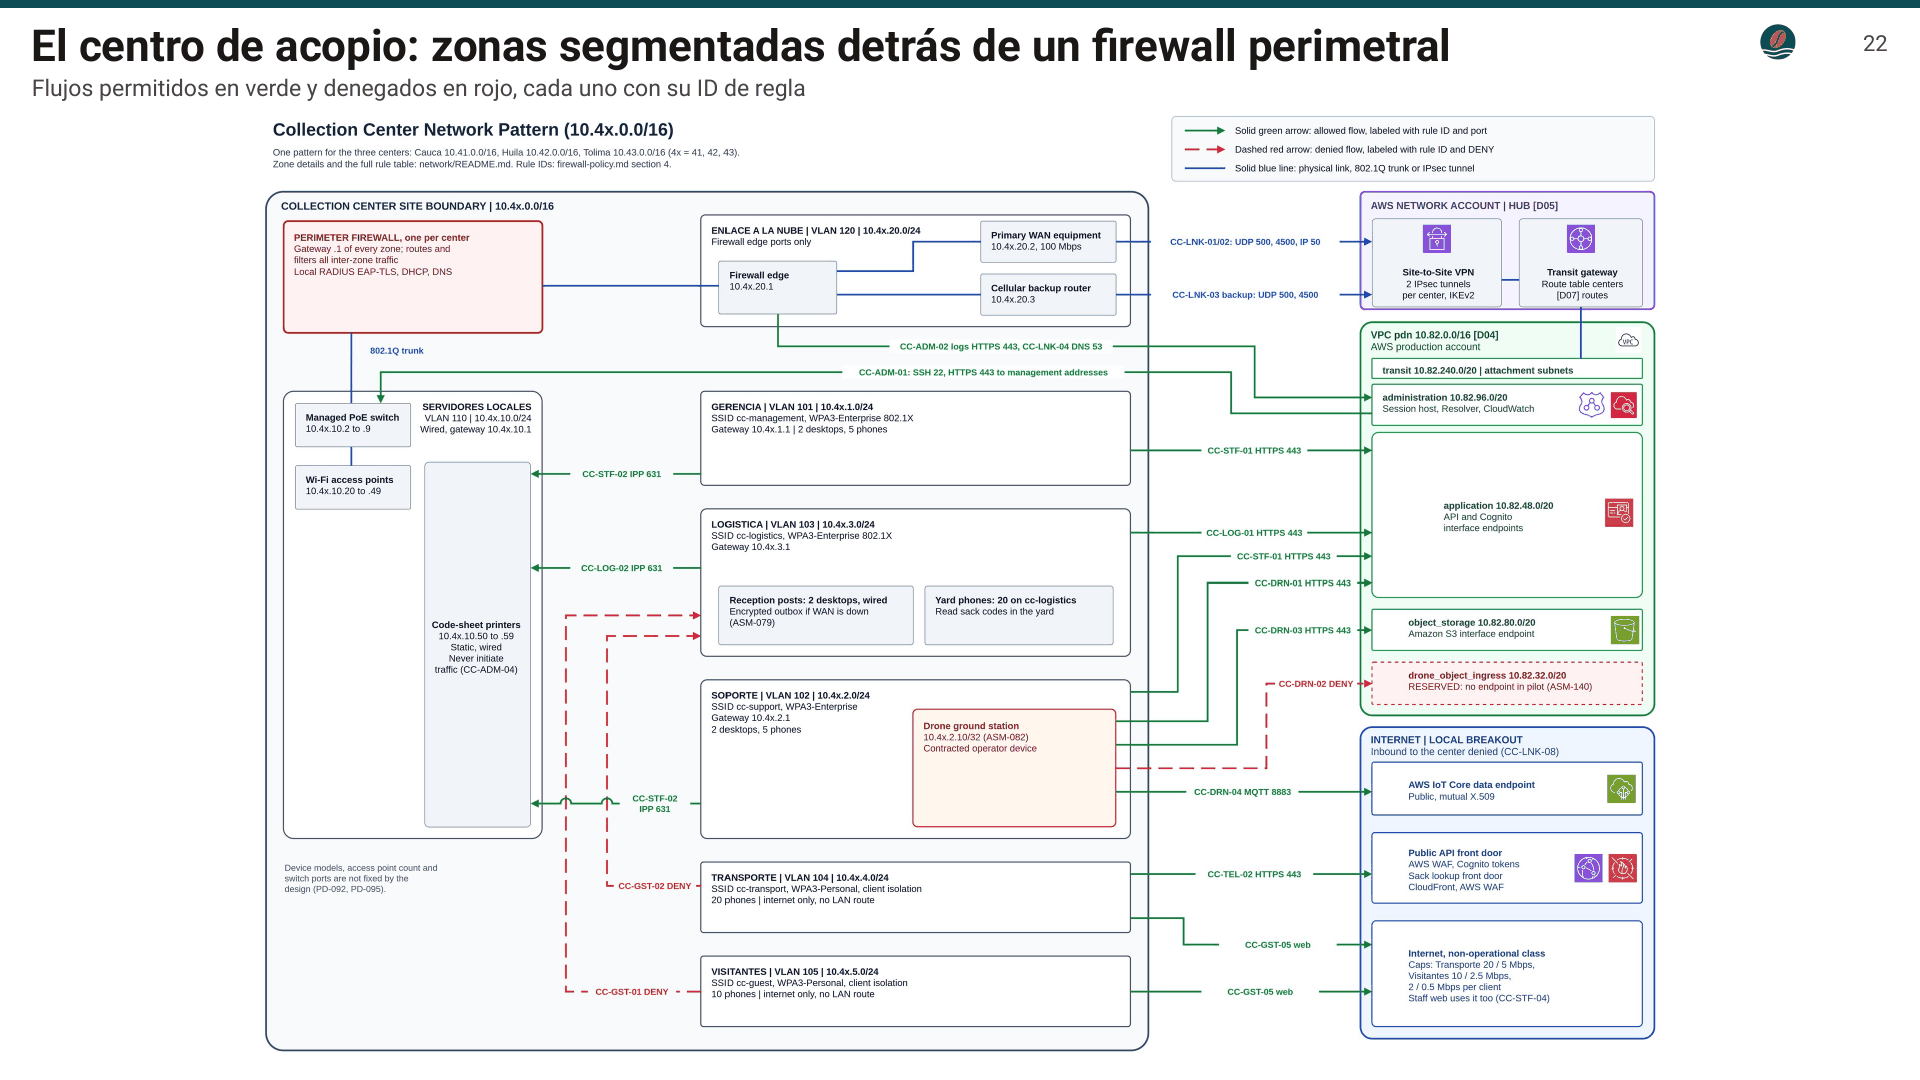 El centro de acopio: zonas segmentadas detrás de un firewall perimetral
22
Flujos permitidos en verde y denegados en rojo, cada uno con su ID de regla
Collection Center Network Pattern (10.4x.0.0/16)
One pattern for the three centers: Cauca 10.41.0.0/16, Huila 10.42.0.0/16, Tolima 10.43.0.0/16 (4x = 41, 42, 43).
Zone details and the full rule table: network/README.md. Rule IDs: firewall-policy.md section 4.
Solid green arrow: allowed flow, labeled with rule ID and port
Dashed red arrow: denied flow, labeled with rule ID and DENY
Solid blue line: physical link, 802.1Q trunk or IPsec tunnel
COLLECTION CENTER SITE BOUNDARY | 10.4x.0.0/16
PERIMETER FIREWALL, one per center
Gateway .1 of every zone; routes and
filters all inter-zone traffic
Local RADIUS EAP-TLS, DHCP, DNS
802.1Q trunk
ENLACE A LA NUBE | VLAN 120 | 10.4x.20.0/24
Firewall edge ports only
Firewall edge
10.4x.20.1
Primary WAN equipment
10.4x.20.2, 100 Mbps
Cellular backup router
10.4x.20.3
CC-LNK-01/02: UDP 500, 4500, IP 50
CC-LNK-03 backup: UDP 500, 4500
AWS NETWORK ACCOUNT | HUB [D05]
Site-to-Site VPN
2 IPsec tunnels
per center, IKEv2
Transit gateway
Route table centers
[D07] routes
CC-ADM-02 logs HTTPS 443, CC-LNK-04 DNS 53
CC-ADM-01: SSH 22, HTTPS 443 to management addresses
VPC pdn 10.82.0.0/16 [D04]
AWS production account
VPC
transit 10.82.240.0/20 | attachment subnets
administration 10.82.96.0/20
Session host, Resolver, CloudWatch
application 10.82.48.0/20
API and Cognito
interface endpoints
object_storage 10.82.80.0/20
Amazon S3 interface endpoint
drone_object_ingress 10.82.32.0/20
RESERVED: no endpoint in pilot (ASM-140)
SERVIDORES LOCALES
VLAN 110 | 10.4x.10.0/24
Wired, gateway 10.4x.10.1
Managed PoE switch
10.4x.10.2 to .9
Wi-Fi access points
10.4x.10.20 to .49
Code-sheet printers
10.4x.10.50 to .59
Static, wired
Never initiate
traffic (CC-ADM-04)
Device models, access point count and
switch ports are not fixed by the
design (PD-092, PD-095).
CC-STF-02 IPP 631
CC-LOG-02 IPP 631
CC-STF-02
IPP 631
CC-GST-02 DENY
CC-GST-01 DENY
GERENCIA | VLAN 101 | 10.4x.1.0/24
SSID cc-management, WPA3-Enterprise 802.1X
Gateway 10.4x.1.1 | 2 desktops, 5 phones
LOGISTICA | VLAN 103 | 10.4x.3.0/24
SSID cc-logistics, WPA3-Enterprise 802.1X
Gateway 10.4x.3.1
Reception posts: 2 desktops, wired
Encrypted outbox if WAN is down
(ASM-079)
Yard phones: 20 on cc-logistics
Read sack codes in the yard
SOPORTE | VLAN 102 | 10.4x.2.0/24
SSID cc-support, WPA3-Enterprise
Gateway 10.4x.2.1
2 desktops, 5 phones
Drone ground station
10.4x.2.10/32 (ASM-082)
Contracted operator device
TRANSPORTE | VLAN 104 | 10.4x.4.0/24
SSID cc-transport, WPA3-Personal, client isolation
20 phones | internet only, no LAN route
VISITANTES | VLAN 105 | 10.4x.5.0/24
SSID cc-guest, WPA3-Personal, client isolation
10 phones | internet only, no LAN route
CC-STF-01 HTTPS 443
CC-LOG-01 HTTPS 443
CC-STF-01 HTTPS 443
CC-DRN-01 HTTPS 443
CC-DRN-03 HTTPS 443
CC-DRN-02 DENY
CC-DRN-04 MQTT 8883
CC-TEL-02 HTTPS 443
CC-GST-05 web
CC-GST-05 web
INTERNET | LOCAL BREAKOUT
Inbound to the center denied (CC-LNK-08)
AWS IoT Core data endpoint
Public, mutual X.509
Public API front door
AWS WAF, Cognito tokens
Sack lookup front door
CloudFront, AWS WAF
Internet, non-operational class
Caps: Transporte 20 / 5 Mbps,
Visitantes 10 / 2.5 Mbps,
2 / 0.5 Mbps per client
Staff web uses it too (CC-STF-04)